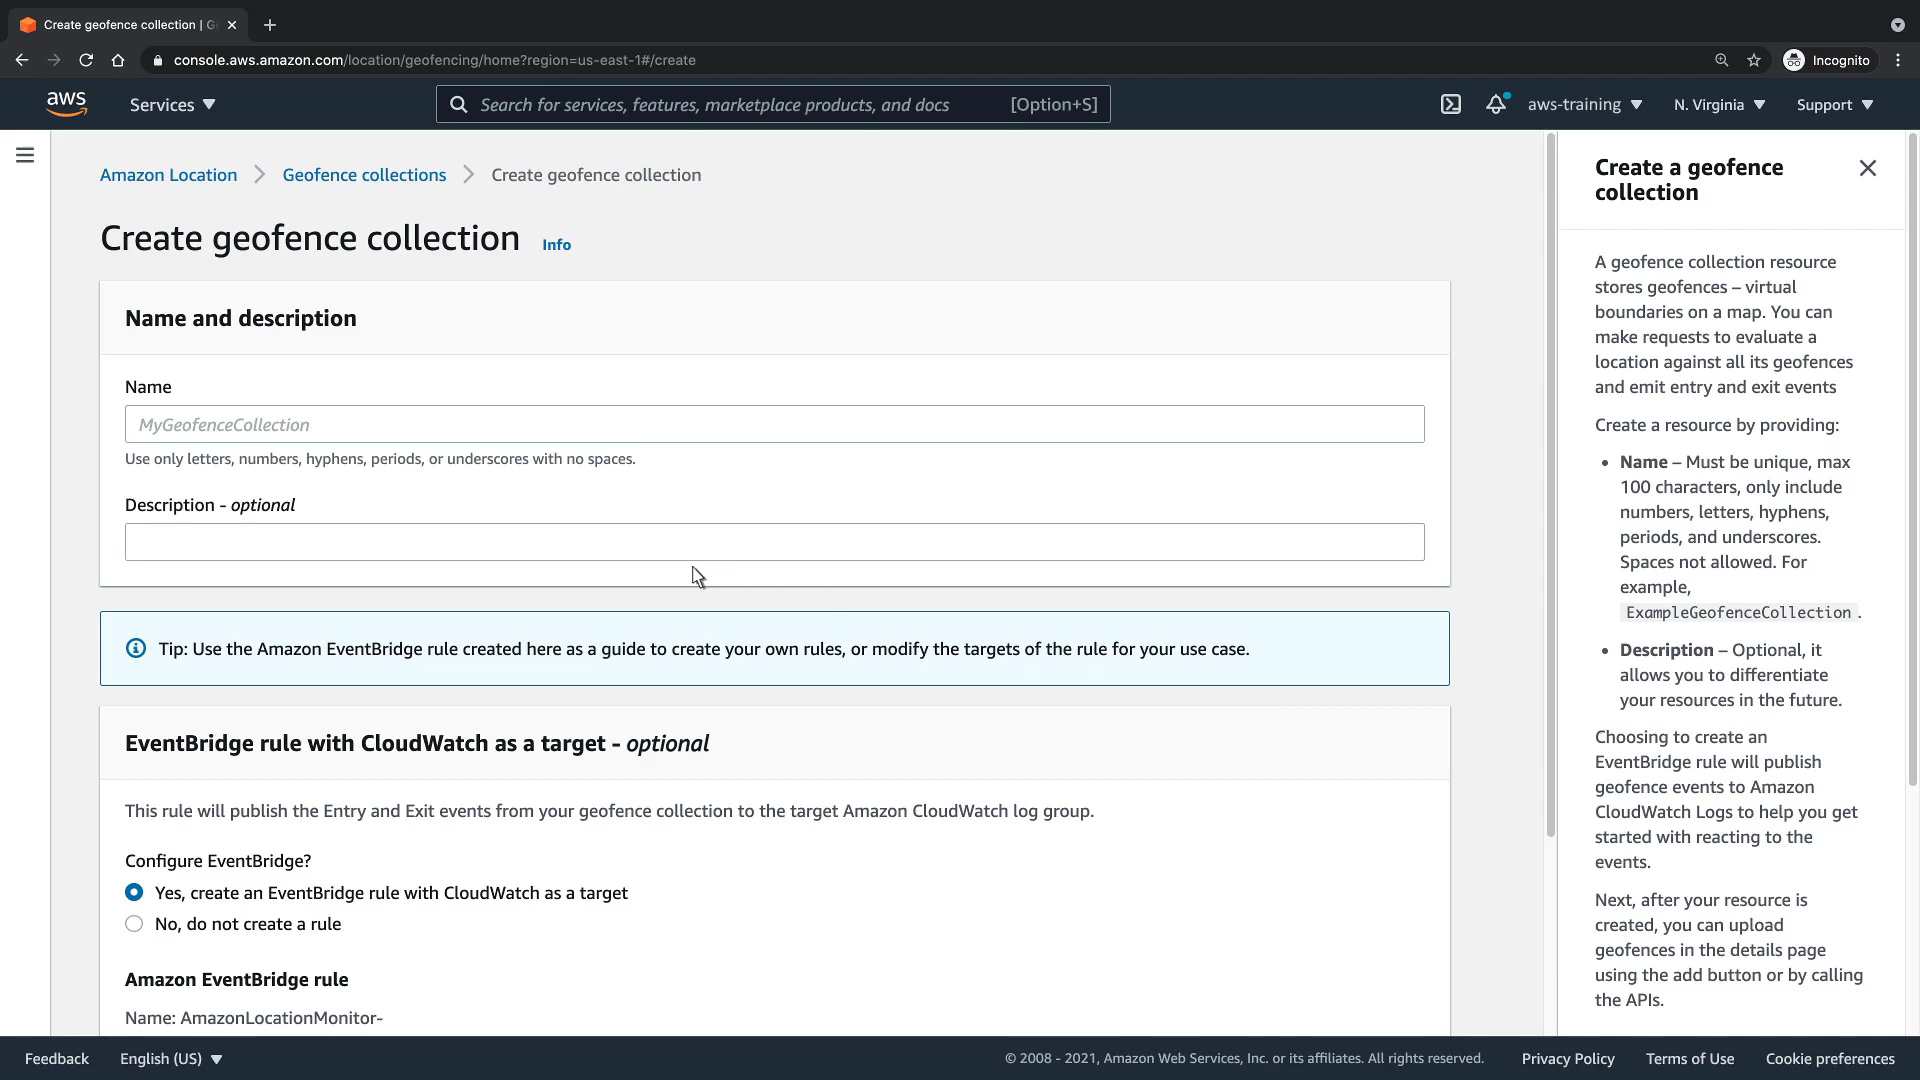 Create geofence collection | G
console.aws.amazon.com/location/geofencing/home?region=us-east-1#/create
Incognito
aws
Services
Search for services, features, marketplace products, and docs
[Option+S]
aws-training
N. Virginia
Support
Amazon Location
Geofence collections
Create geofence collection
Create geofence collection
Info
Name and description
Name
MyGeofenceCollection
Use only letters, numbers, hyphens, periods, or underscores with no spaces.
Description - optional
Tip: Use the Amazon EventBridge rule created here as a guide to create your own rules, or modify the targets of the rule for your use case.
EventBridge rule with CloudWatch as a target - optional
This rule will publish the Entry and Exit events from your geofence collection to the target Amazon CloudWatch log group.
Configure EventBridge?
Yes, create an EventBridge rule with CloudWatch as a target
No, do not create a rule
Amazon EventBridge rule
Name: AmazonLocationMonitor-
Create a geofence
collection
A geofence collection resource
stores geofences – virtual
boundaries on a map. You can
make requests to evaluate a
location against all its geofences
and emit entry and exit events
Create a resource by providing:
• Name – Must be unique, max
100 characters, only include
numbers, letters, hyphens,
periods, and underscores.
Spaces not allowed. For
example,
ExampleGeofenceCollection .
• Description – Optional, it
allows you to differentiate
your resources in the future.
Choosing to create an
EventBridge rule will publish
geofence events to Amazon
CloudWatch Logs to help you get
started with reacting to the
events.
Next, after your resource is
created, you can upload
geofences in the details page
using the add button or by calling
the APIs.
Feedback
English (US)
© 2008 - 2021, Amazon Web Services, Inc. or its affiliates. All rights reserved.
Privacy Policy
Terms of Use
Cookie preferences